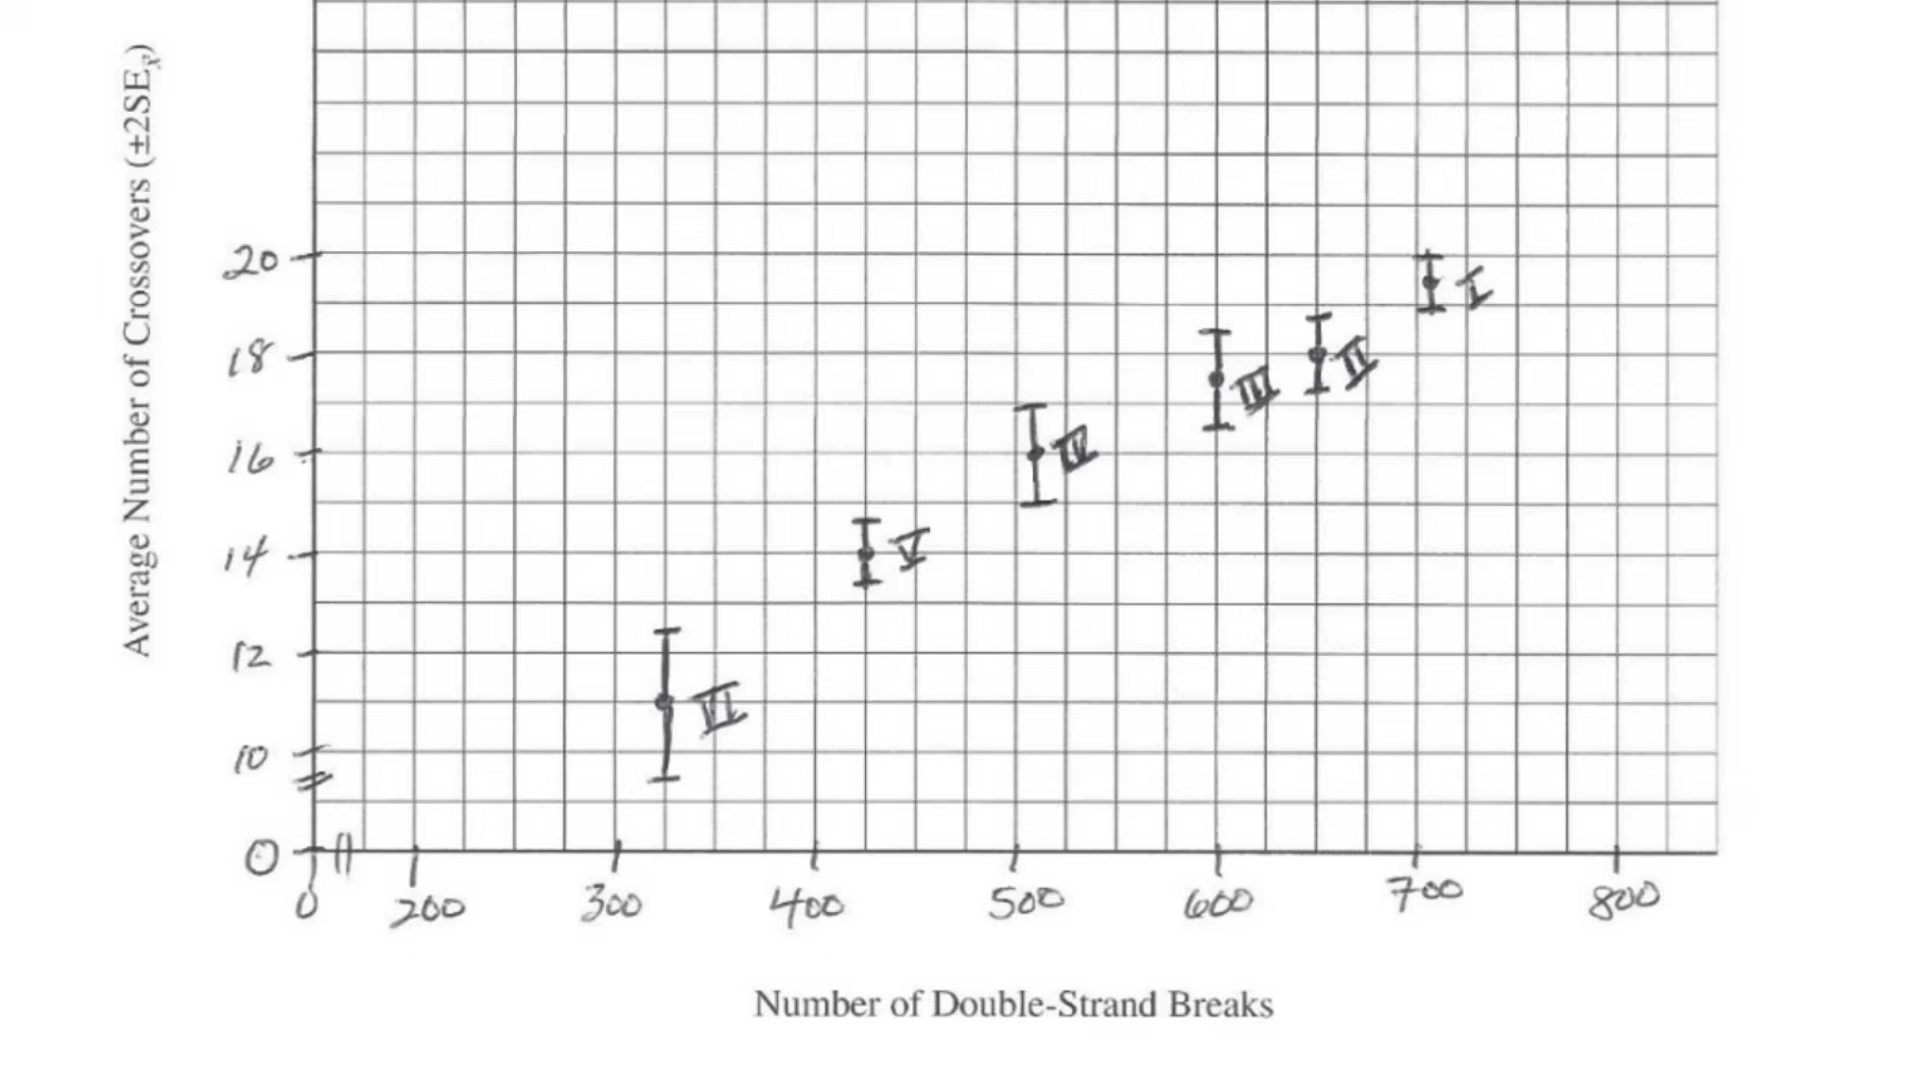 Average Number of Crossovers (±2SEx̄)
20
18
16
14
12
10
0
I
II
III
IV
V
VI
0 200 300 400 500 600 700 800
Number of Double-Strand Breaks